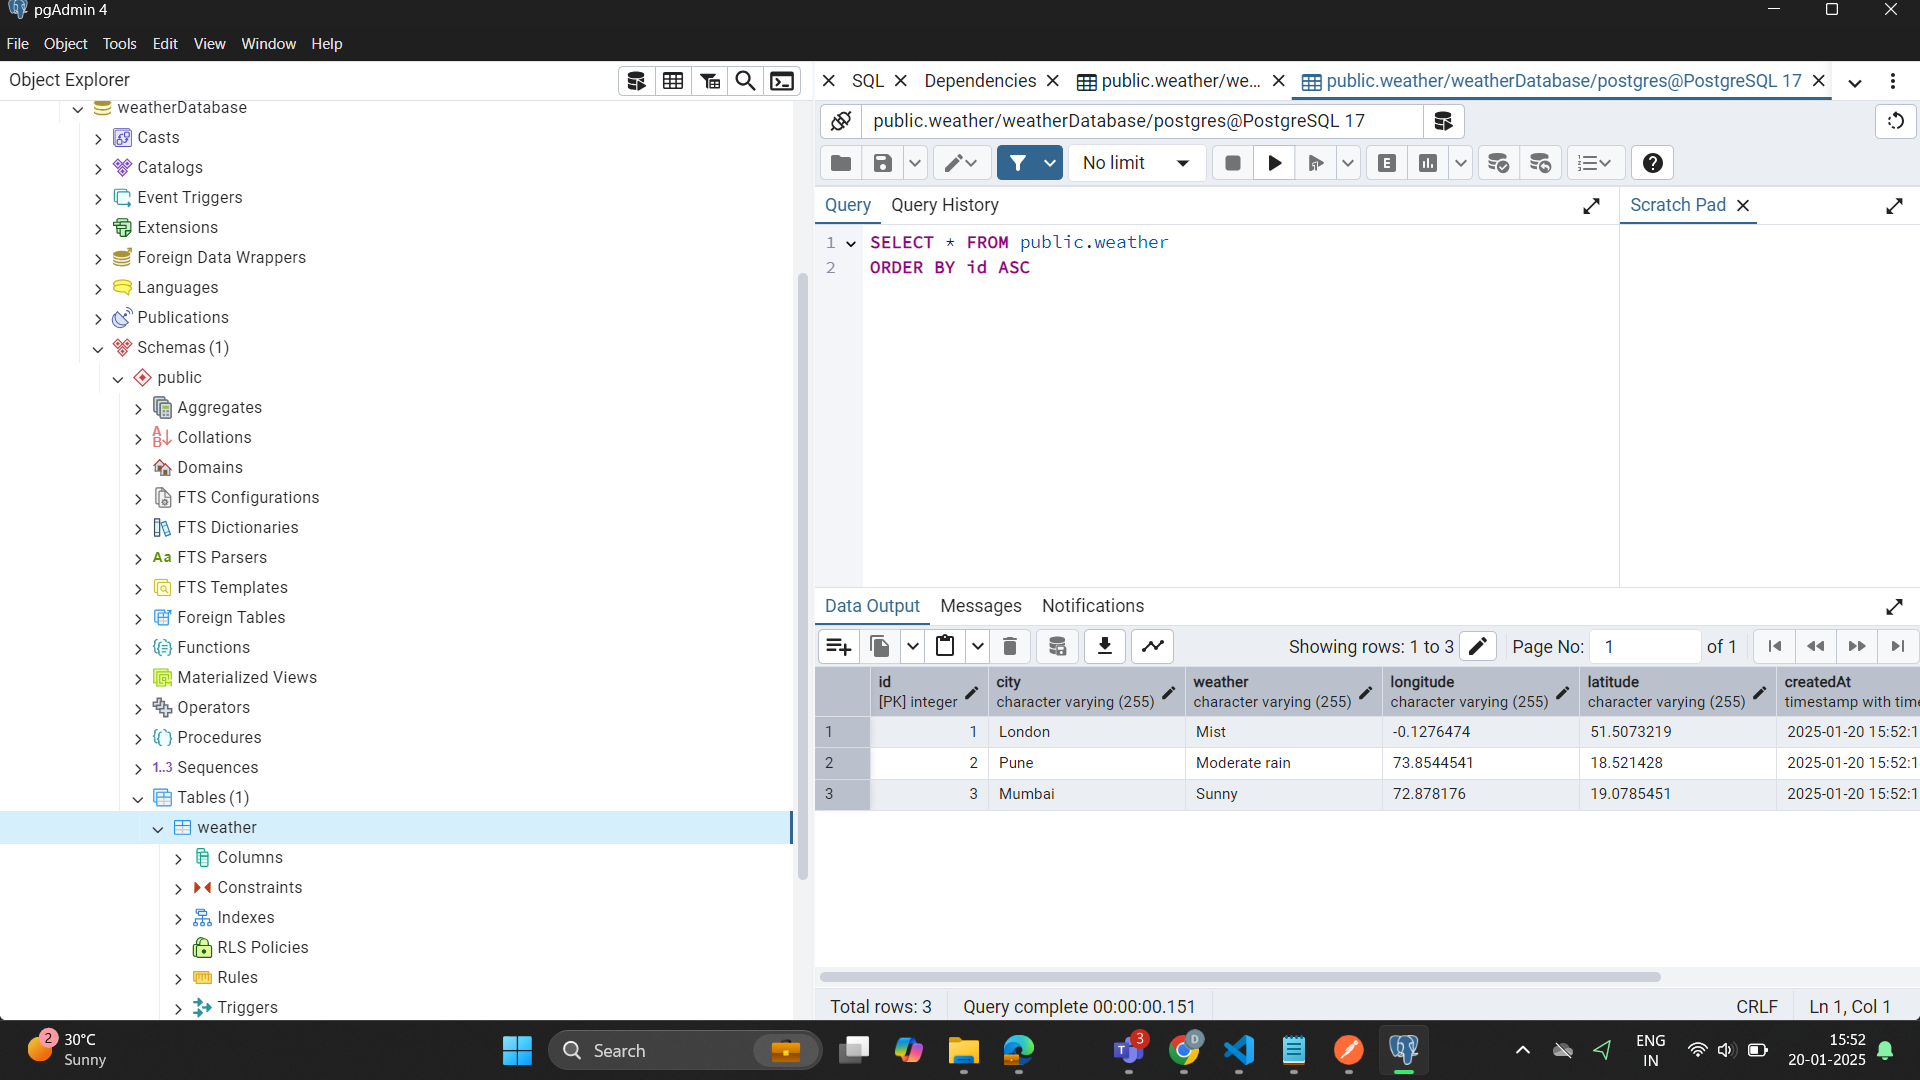 pgAdmin 4
File Object Tools Edit View Window Help
Object Explorer
weatherDatabase
Casts
Catalogs
Event Triggers
Extensions
Foreign Data Wrappers
Languages
Publications
Schemas (1)
public
Aggregates
Collations
Domains
FTS Configurations
FTS Dictionaries
Aa FTS Parsers
FTS Templates
Foreign Tables
Functions
Materialized Views
Operators
Procedures
1..3 Sequences
Tables (1)
weather
Columns
Constraints
Indexes
RLS Policies
Rules
Triggers
SQL Dependencies public.weather/we... public.weather/weatherDatabase/postgres@PostgreSQL 17
public.weather/weatherDatabase/postgres@PostgreSQL 17
No limit E
Query Query History Scratch Pad
1 SELECT * FROM public.weather
2 ORDER BY id ASC
Data Output Messages Notifications
Showing rows: 1 to 3 Page No: 1 of 1
id city weather longitude latitude createdAt
[PK] integer character varying (255) character varying (255) character varying (255) character varying (255) timestamp with time
1 1 London Mist -0.1276474 51.5073219 2025-01-20 15:52:1
2 2 Pune Moderate rain 73.8544541 18.521428 2025-01-20 15:52:1
3 3 Mumbai Sunny 72.878176 19.0785451 2025-01-20 15:52:1
Total rows: 3 Query complete 00:00:00.151 CRLF Ln 1, Col 1
2 30°C
Sunny
Search
3 D
ENG
IN
15:52
20-01-2025